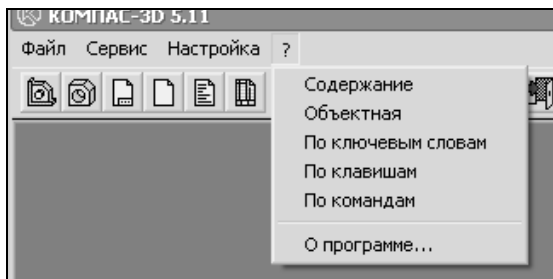 КОМПАС-3D 5.11
Файл Сервис Настройка ?
Содержание
Объектная
По ключевым словам
По клавишам
По командам
О программе...